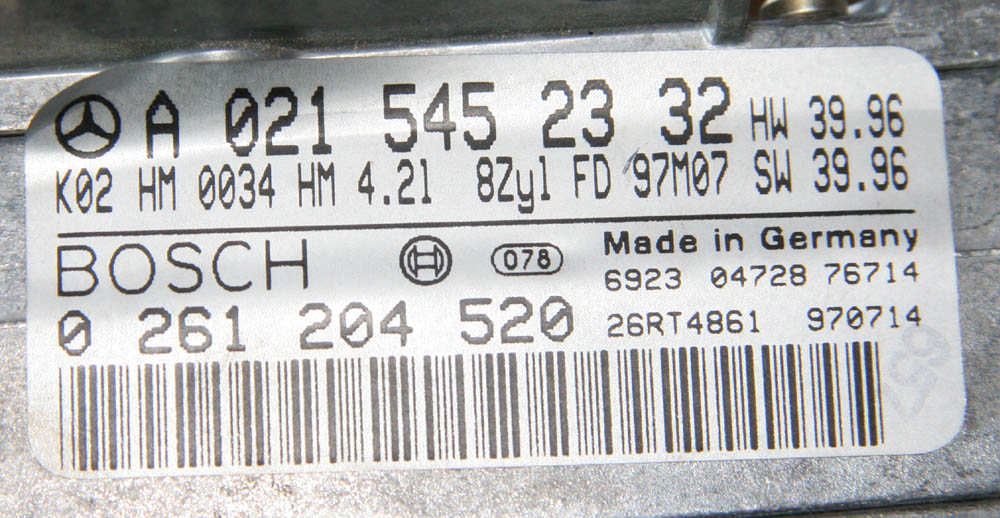 A 021 545 23 32 HW 39.96
K02 HM 0034 HM 4.2l 8Zyl FD 97M07 SW 39.96
BOSCH H 078 Made in Germany
6923 04728 76714
0 261 204 520 26RT4861 970714